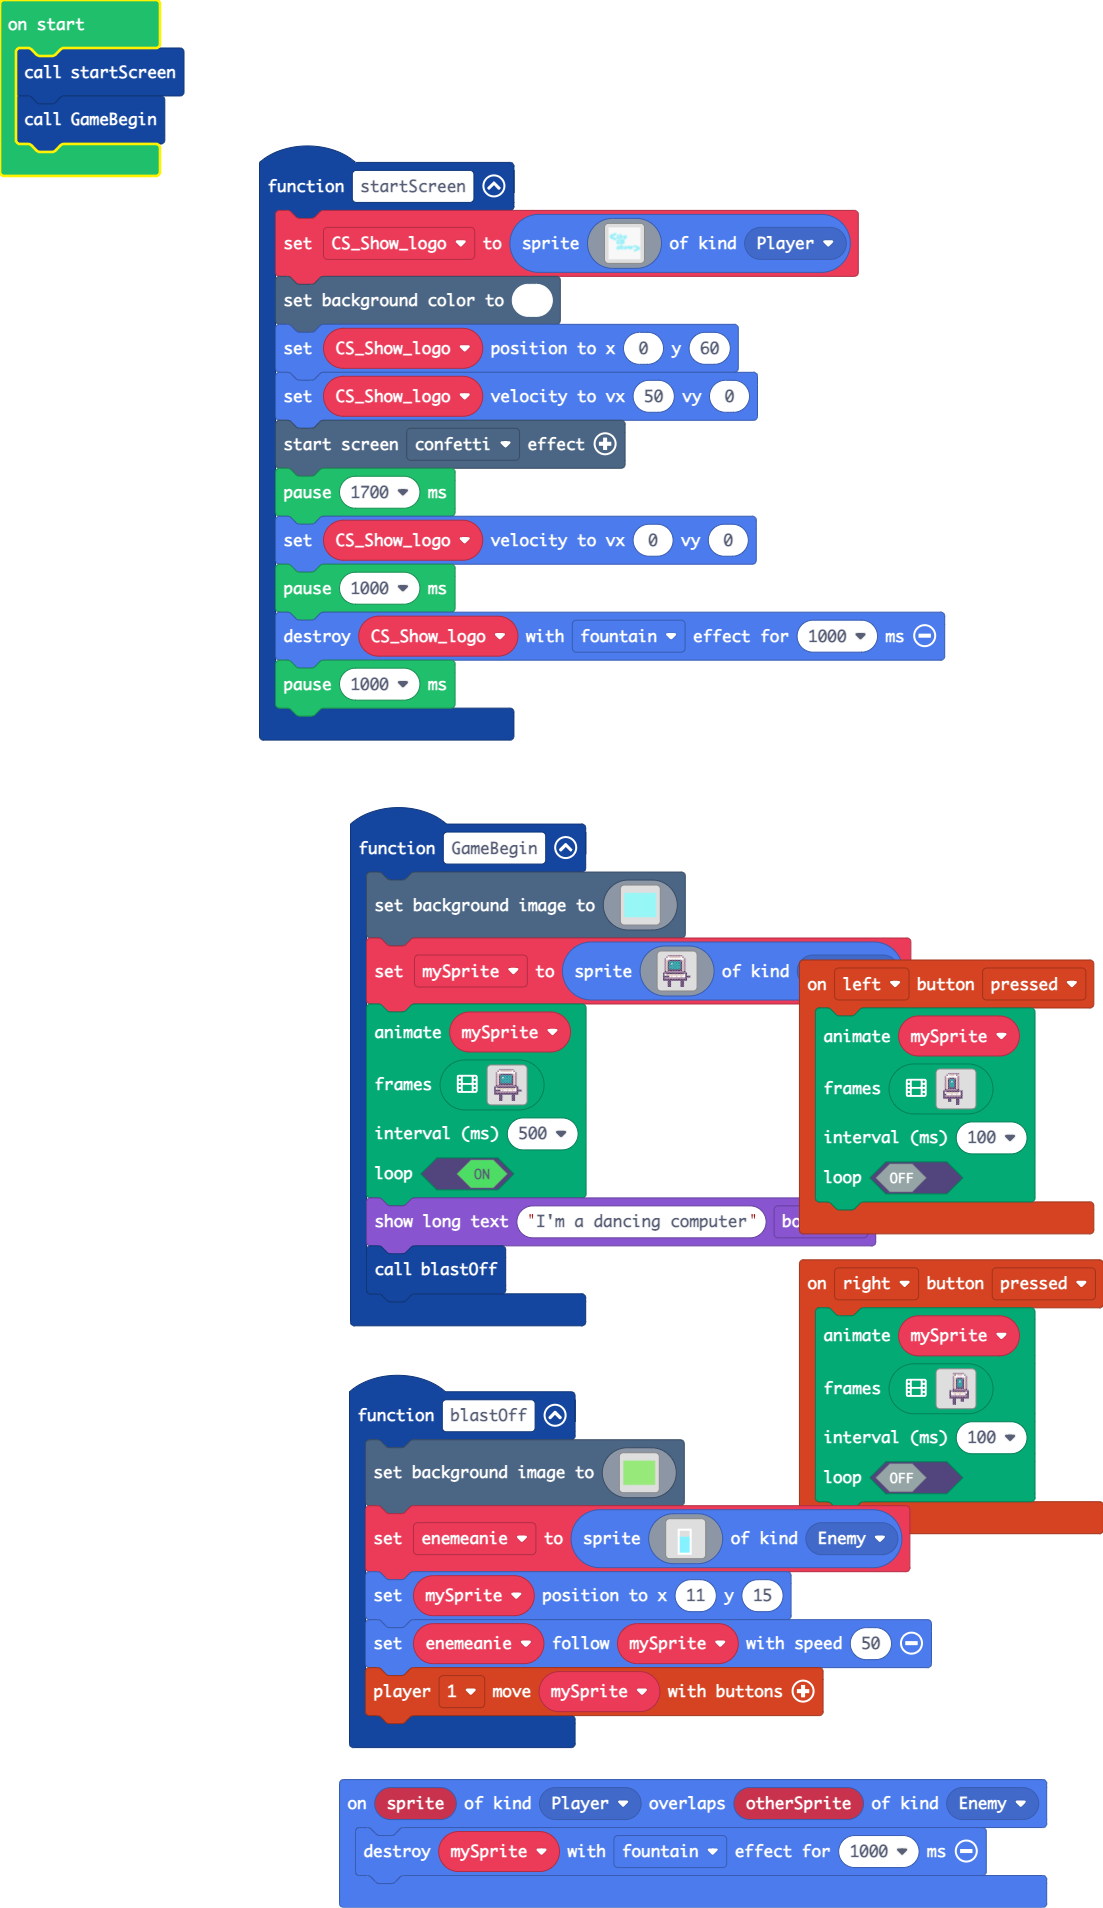 on start
call startScreen
call GameBegin
function startScreen
set CS_Show_logo to sprite of kind Player
set background color to
set CS_Show_logo position to x 0 y 60
set CS_Show_logo velocity to vx 50 vy 0
start screen confetti effect
pause 1700 ms
set CS_Show_logo velocity to vx 0 vy 0
pause 1000 ms
destroy CS_Show_logo with fountain effect for 1000 ms
pause 1000 ms
function GameBegin
set background image to
set mySprite to sprite of kind
animate mySprite
frames
interval (ms) 500
loop ON
show long text "I'm a dancing computer" bo
call blastOff
on left button pressed
animate mySprite
frames
interval (ms) 100
loop OFF
on right button pressed
animate mySprite
frames
interval (ms) 100
loop OFF
function blastOff
set background image to
set enemeanie to sprite of kind Enemy
set mySprite position to x 11 y 15
set enemeanie follow mySprite with speed 50
player 1 move mySprite with buttons
on sprite of kind Player overlaps otherSprite of kind Enemy
destroy mySprite with fountain effect for 1000 ms